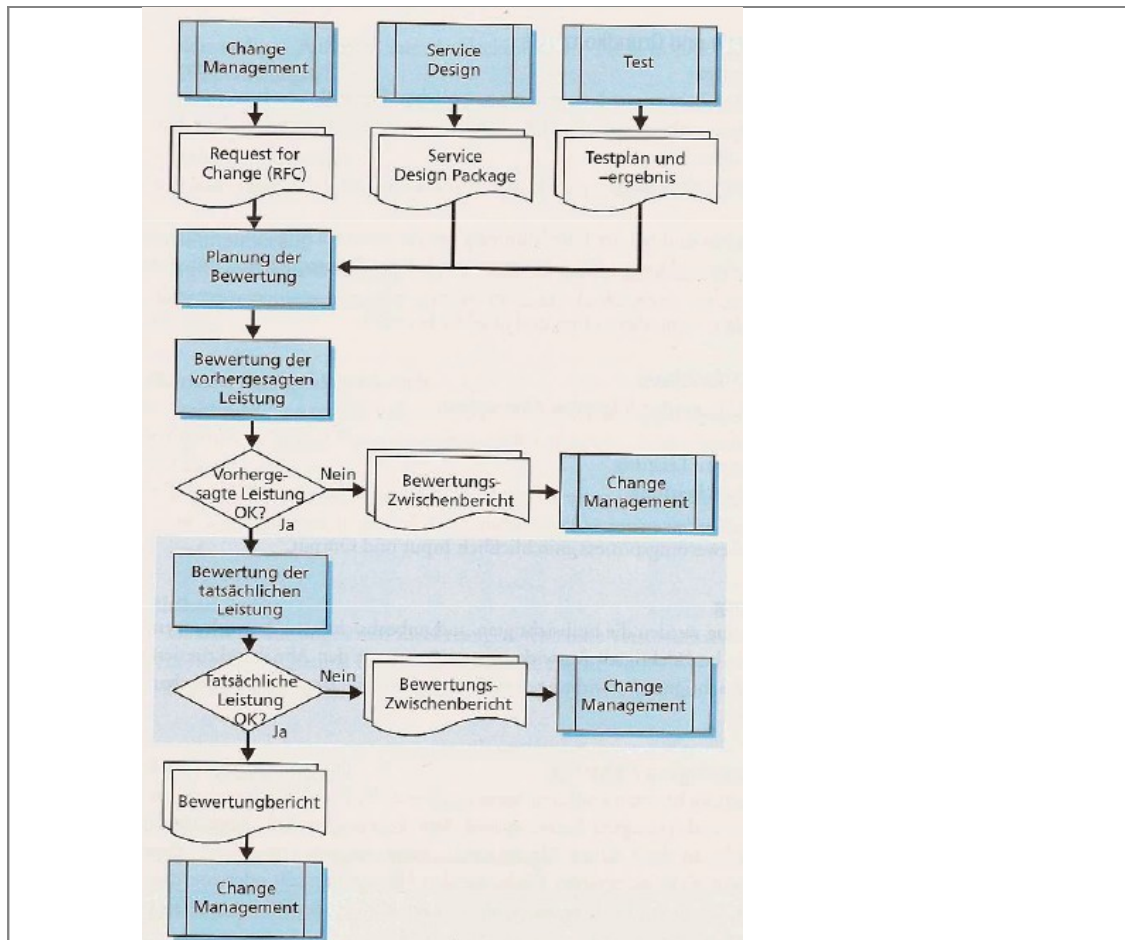 Change
Management
Service
Design
Test
Request for
Change (RFC)
Service
Design Package
Testplan und
–ergebnis
Planung der
Bewertung
Bewertung der
vorhergesagten
Leistung
Vorherge-
sagte Leistung
OK?
Nein
Ja
Bewertungs-
Zwischenbericht
Change
Management
Bewertung der
tatsächlichen
Leistung
Tatsächliche
Leistung
OK?
Nein
Ja
Bewertungs-
Zwischenbericht
Change
Management
Bewertungbericht
Change
Management